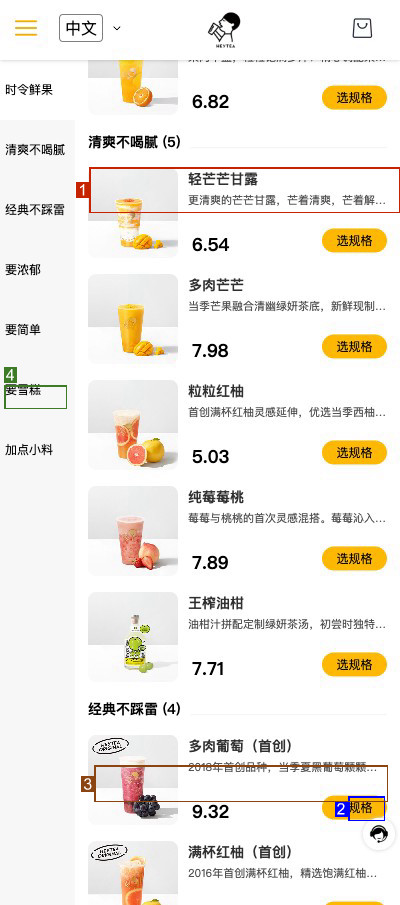 中文
HEYTEA
时令鲜果
清爽不喝腻
经典不踩雷
要浓郁
要简单
要雪糕
加点小料
6.82
选规格
清爽不喝腻 (5)
1
轻芒芒甘露
更清爽的芒芒甘露，芒着清爽，芒着解...
6.54
选规格
多肉芒芒
当季芒果融合清幽绿妍茶底，新鲜现制...
7.98
选规格
4
粒粒红柚
首创满杯红柚灵感延伸，优选当季西柚...
5.03
选规格
纯莓莓桃
莓莓与桃桃的首次灵感混搭。莓莓沁入...
7.89
选规格
王榨油柑
油柑汁拼配定制绿妍茶汤，初尝时独特...
7.71
选规格
经典不踩雷 (4)
HEYTEA
ORIGINAL
多肉葡萄（首创）
2018年首创品种，当季夏黑葡萄颗颗...
3
9.32
2
规格
HEYTEA
ORIGINAL
满杯红柚（首创）
2016年首创满杯红柚，精选饱满红柚...